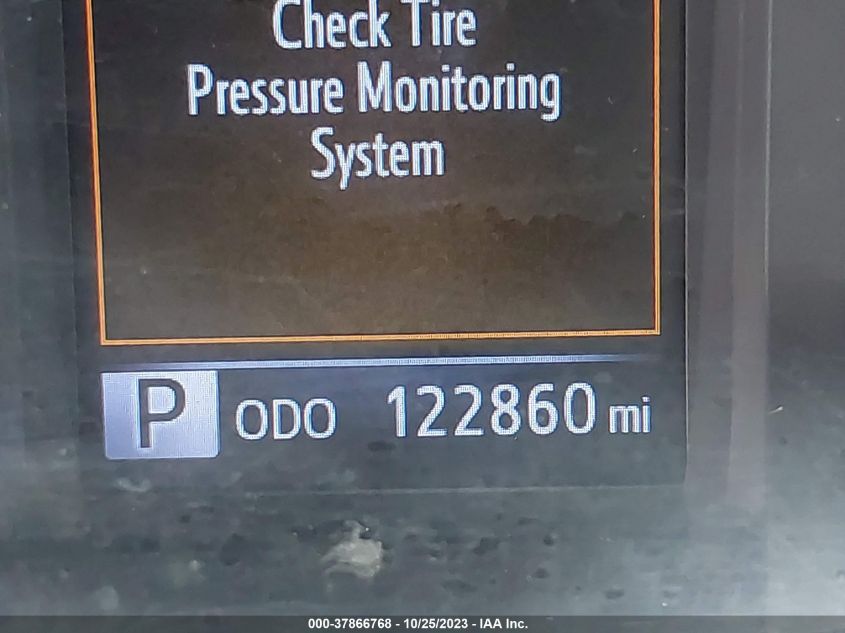 Check Tire
Pressure Monitoring
System
P ODO 122860 mi
000-37866768 - 10/25/2023 - IAA Inc.